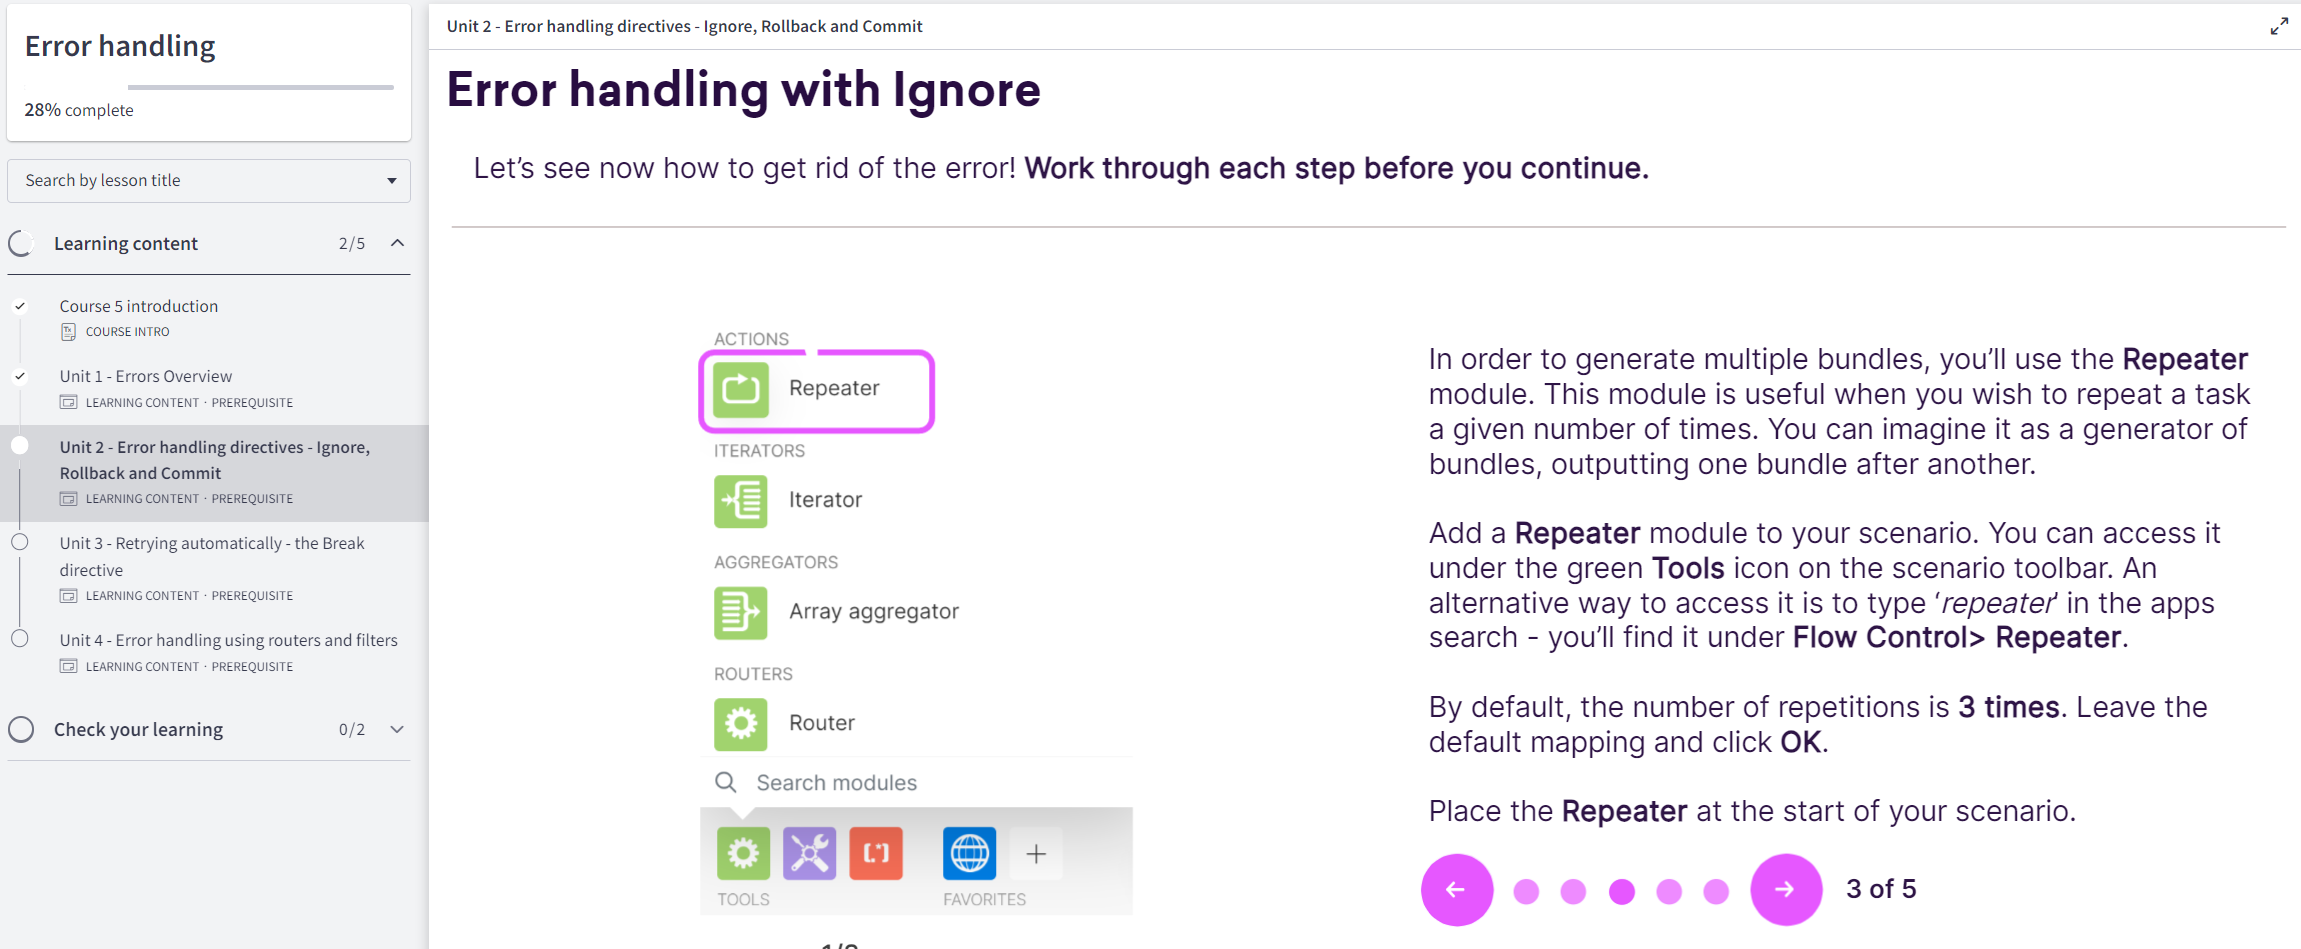 Error handling
28% complete
Search by lesson title
Learning content 2/5
Course 5 introduction
COURSE INTRO
Unit 1 - Errors Overview
LEARNING CONTENT · PREREQUISITE
Unit 2 - Error handling directives - Ignore,
Rollback and Commit
LEARNING CONTENT · PREREQUISITE
Unit 3 - Retrying automatically - the Break
directive
LEARNING CONTENT · PREREQUISITE
Unit 4 - Error handling using routers and filters
LEARNING CONTENT · PREREQUISITE
Check your learning 0/2
Unit 2 - Error handling directives - Ignore, Rollback and Commit
Error handling with Ignore
Let's see now how to get rid of the error! Work through each step before you continue.
ACTIONS
Repeater
ITERATORS
Iterator
AGGREGATORS
Array aggregator
ROUTERS
Router
Search modules
TOOLS
FAVORITES
In order to generate multiple bundles, you'll use the Repeater
module. This module is useful when you wish to repeat a task
a given number of times. You can imagine it as a generator of
bundles, outputting one bundle after another.
Add a Repeater module to your scenario. You can access it
under the green Tools icon on the scenario toolbar. An
alternative way to access it is to type 'repeater' in the apps
search - you'll find it under Flow Control> Repeater.
By default, the number of repetitions is 3 times. Leave the
default mapping and click OK.
Place the Repeater at the start of your scenario.
3 of 5